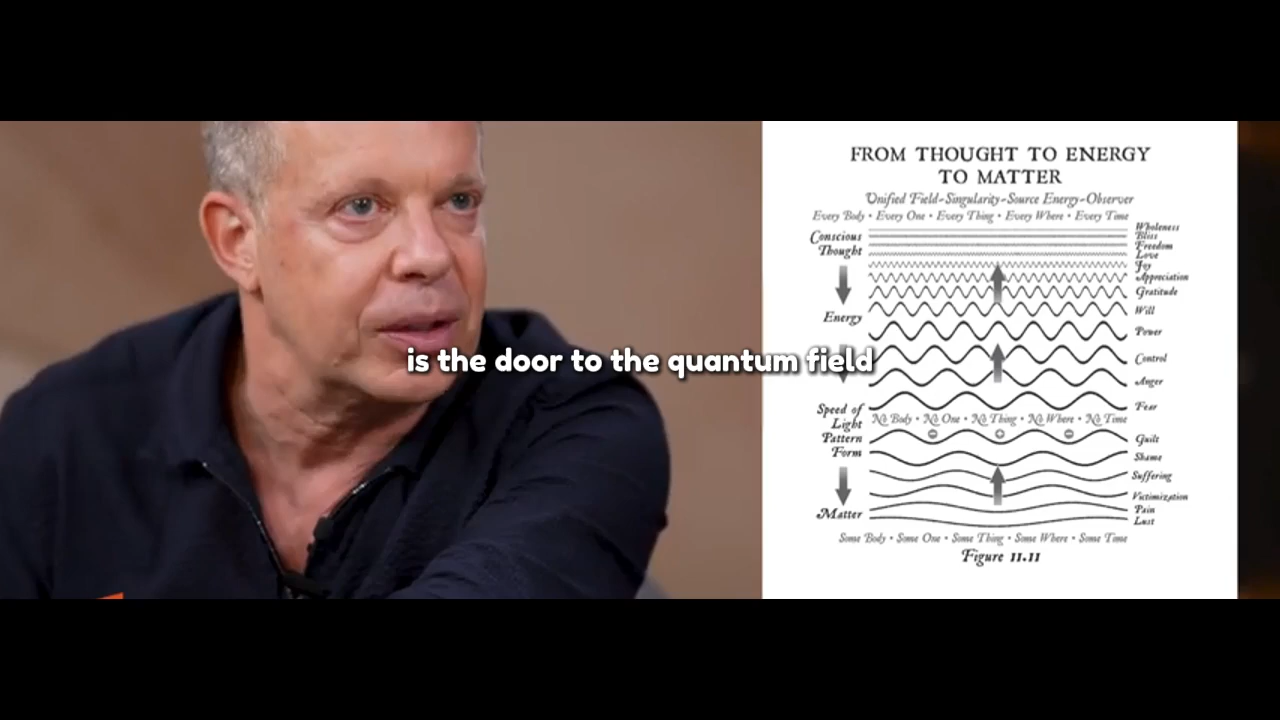 is the door to the quantum field
FROM THOUGHT TO ENERGY
TO MATTER
Unified Field-Singularity-Source Energy-Observer
Every Body • Every One • Every Thing • Every Where • Every Time
Conscious
Thought
Energy
Speed of
Light
Pattern
Form
Matter
Wholeness
Bliss
Freedom
Love
Joy
Appreciation
Gratitude
Will
Power
Control
Anger
Fear
No Body • No One • No Thing • No Where • No Time
Guilt
Shame
Suffering
Victimization
Pain
Lust
Some Body • Some One • Some Thing • Some Where • Some Time
Figure 11.11